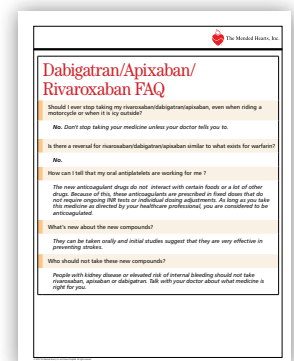 The Mended Hearts, Inc.
Dabigatran/Apixaban/
Rivaroxaban FAQ
Should I ever stop taking my rivaroxaban/dabigatran/apixaban, even when riding a
motorcycle or when it is icy outside?
No. Don't stop taking your medicine unless your doctor tells you to.
Is there a reversal for rivaroxaban/dabigatran/apixaban similar to what exists for warfarin?
No.
How can I tell that my oral antiplatelets are working for me ?
The new anticoagulant drugs do not interact with certain foods or a lot of other
drugs. Because of this, these anticoagulants are prescribed in fixed doses that do
not require ongoing INR tests or individual dosing adjustments. As long as you take
this medicine as directed by your healthcare professional, you are considered to be
anticoagulated.
What's new about the new compounds?
They can be taken orally and initial studies suggest that they are very effective in
preventing strokes.
Who should not take these new compounds?
People with kidney disease or elevated risk of internal bleeding should not take
rivaroxaban, apixaban or dabigatran. Talk with your doctor about what medicine is
right for you.